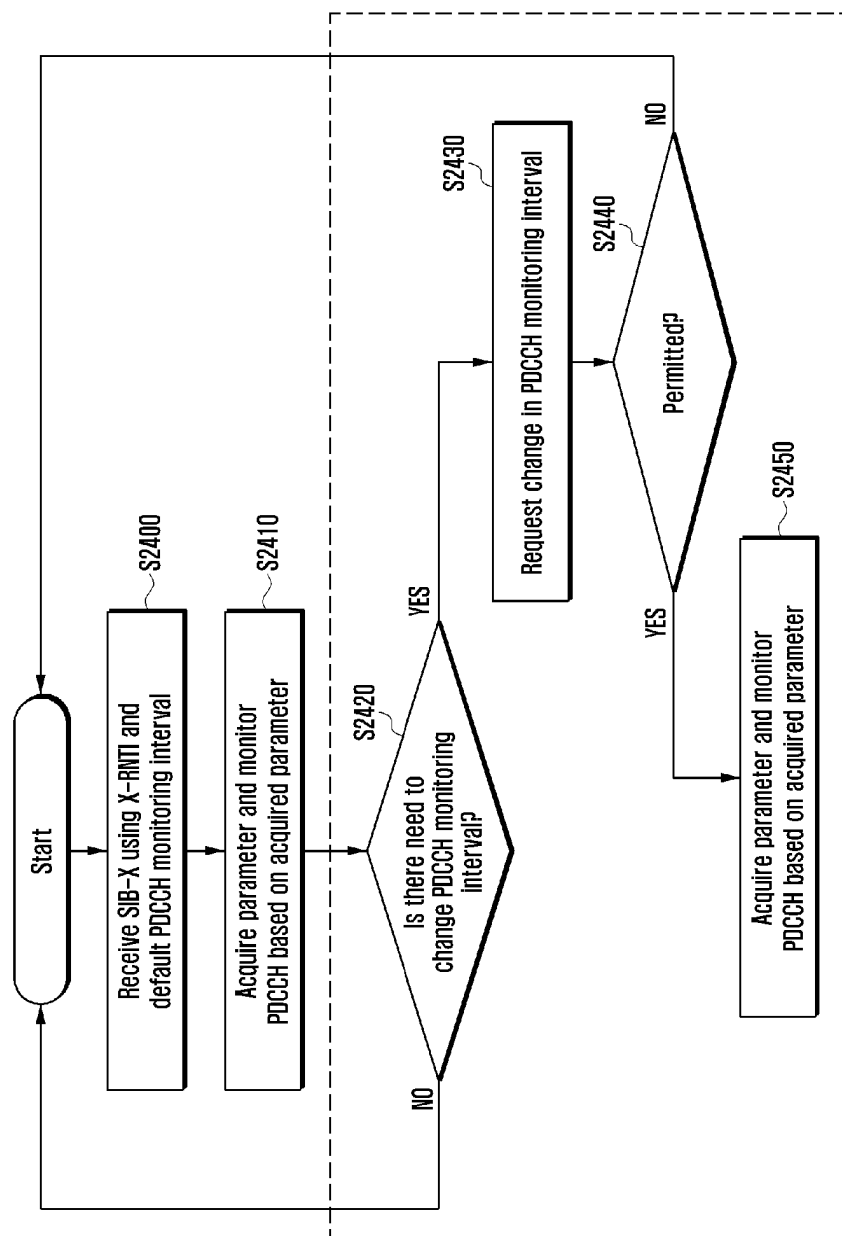 Start
S2400
Receive SIB-X using X-RNTI and
default PDCCH monitoring interval
S2410
Acquire parameter and monitor
PDCCH based on acquired parameter
S2420
Is there need to
change PDCCH monitoring
interval?
NO
YES
S2430
Request change in PDCCH monitoring interval
S2440
Permitted?
YES
NO
S2450
Acquire parameter and monitor
PDCCH based on acquired parameter